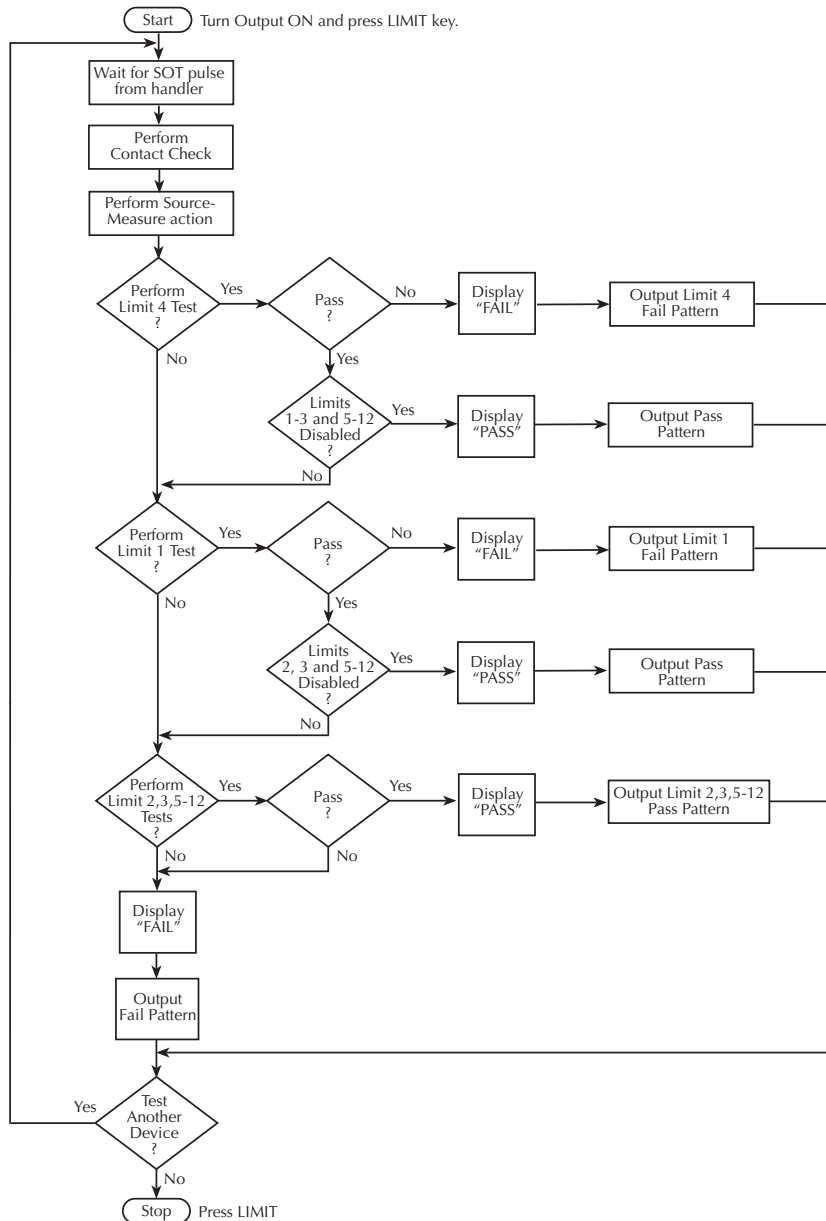 Start
Turn Output ON and press LIMIT key.
Wait for SOT pulse
from handler
Perform
Contact Check
Perform Source-
Measure action
Perform
Limit 4 Test
?
Yes
No
Pass
?
No
Yes
Display
“FAIL”
Output Limit 4
Fail Pattern
Limits
1-3 and 5-12
Disabled
?
Yes
No
Display
“PASS”
Output Pass
Pattern
Perform
Limit 1 Test
?
Yes
No
Pass
?
No
Yes
Display
“FAIL”
Output Limit 1
Fail Pattern
Limits
2, 3 and 5-12
Disabled
?
Yes
No
Display
“PASS”
Output Pass
Pattern
Perform
Limit 2,3,5-12
Tests
?
Yes
No
Pass
?
Yes
No
Display
“PASS”
Output Limit 2,3,5-12
Pass Pattern
Display
“FAIL”
Output
Fail Pattern
Test
Another
Device
?
Yes
No
Stop
Press LIMIT